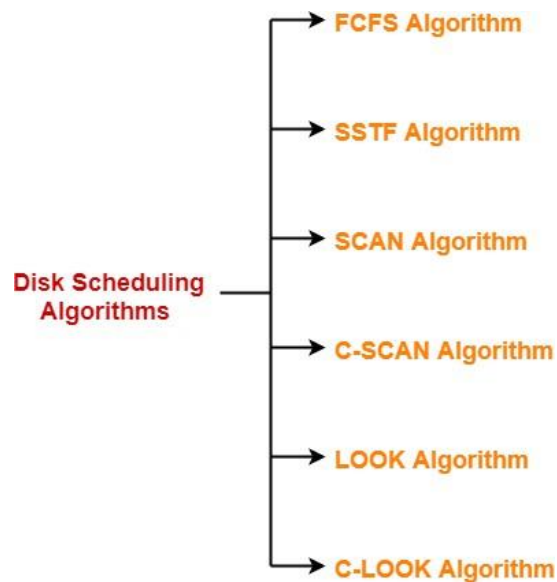 FCFS Algorithm
SSTF Algorithm
SCAN Algorithm
Disk Scheduling
Algorithms
C-SCAN Algorithm
LOOK Algorithm
C-LOOK Algorithm